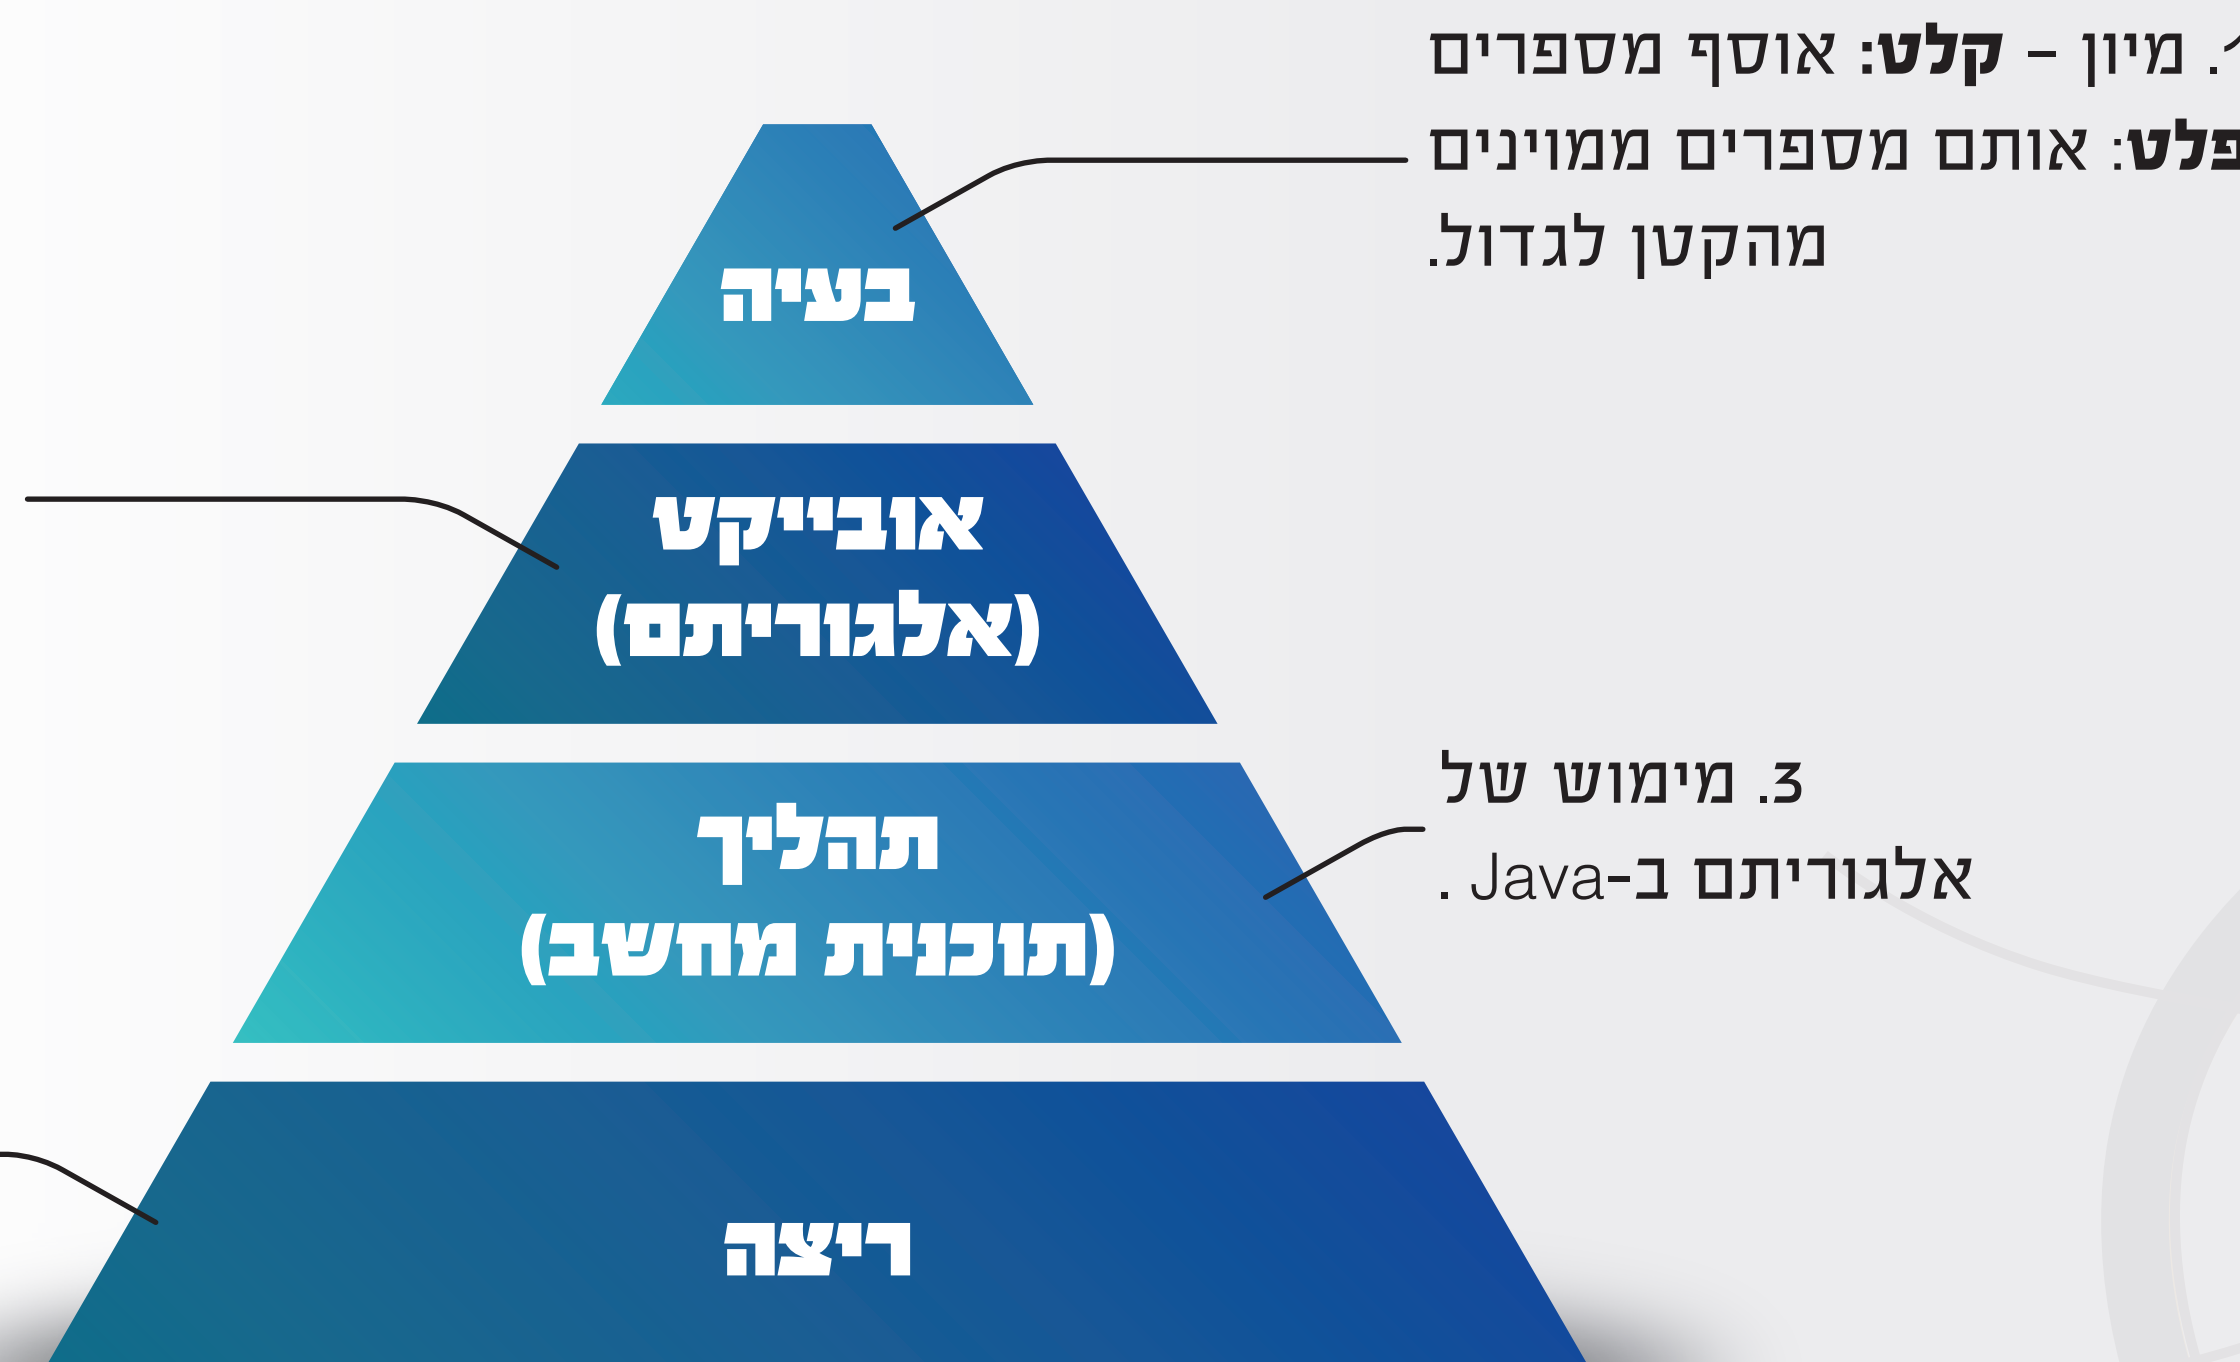 1. מיון – קלט: אוסף מספרים
פלט: אותם מספרים ממוינים
מהקטן לגדול.
בעיה
אובייקט
(אלגוריתם)
תהליך
(תוכנית מחשב)
3. מימוש של
אלגוריתם ב-Java .
ריצה